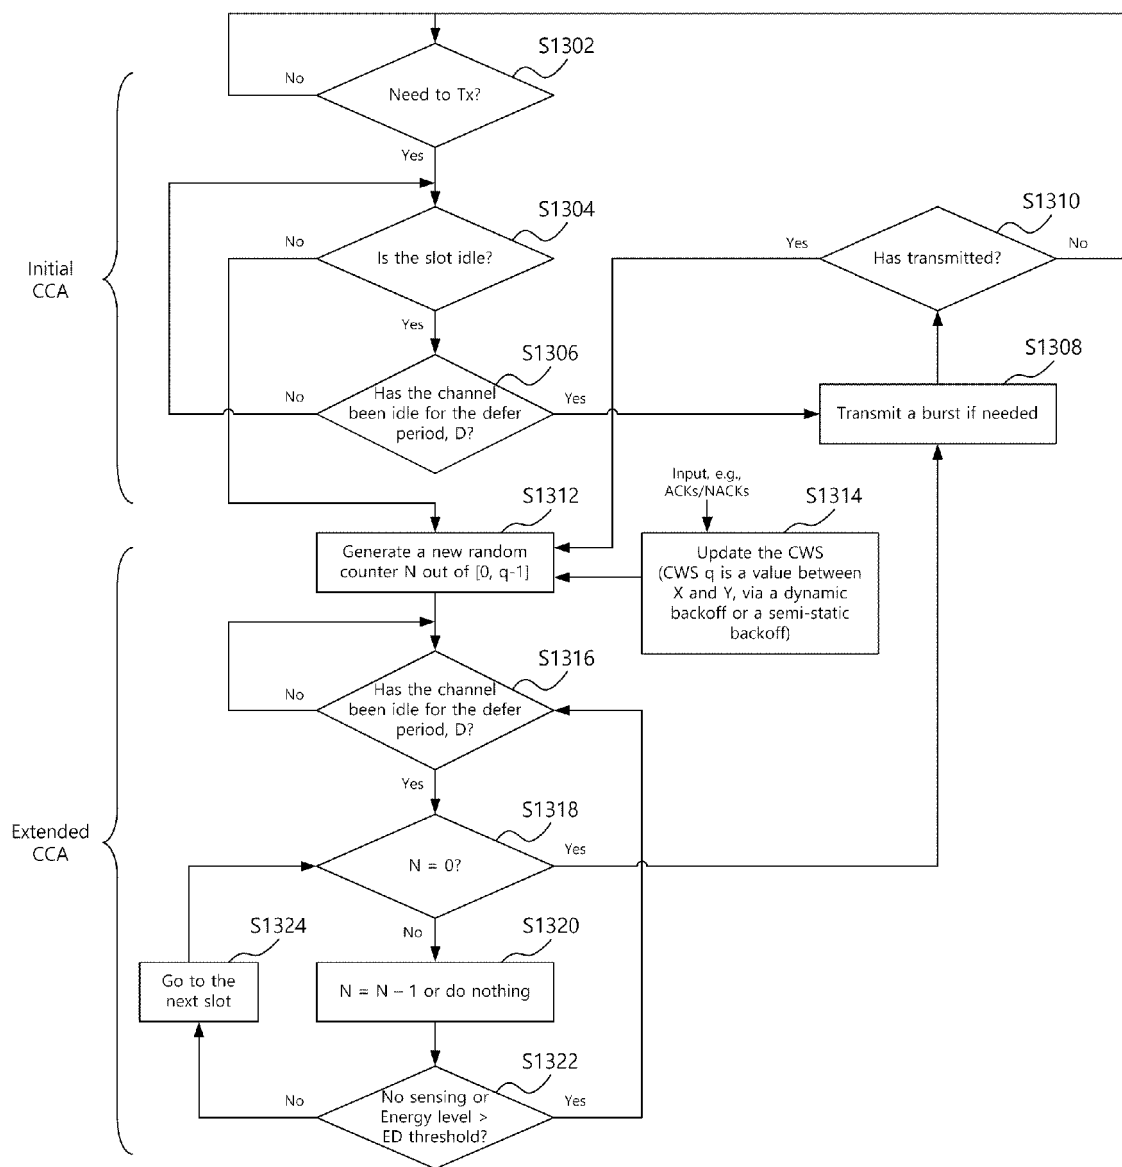 S1302
No
Need to Tx?
Yes
S1304
No
Is the slot idle?
Yes
S1310
Yes
Has transmitted?
No
Initial
CCA
S1306
No
Has the channel
been idle for the defer
period, D?
Yes
S1308
Transmit a burst if needed
S1312
Generate a new random
counter N out of [0, q-1]
Input, e.g.,
ACKs/NACKs
S1314
Update the CWS
(CWS q is a value between
X and Y, via a dynamic
backoff or a semi-static
backoff)
S1316
No
Has the channel
been idle for the defer
period, D?
Yes
Extended
CCA
S1318
N = 0?
Yes
No
S1324
Go to the
next slot
S1320
N = N − 1 or do nothing
S1322
No
No sensing or
Energy level >
ED threshold?
Yes